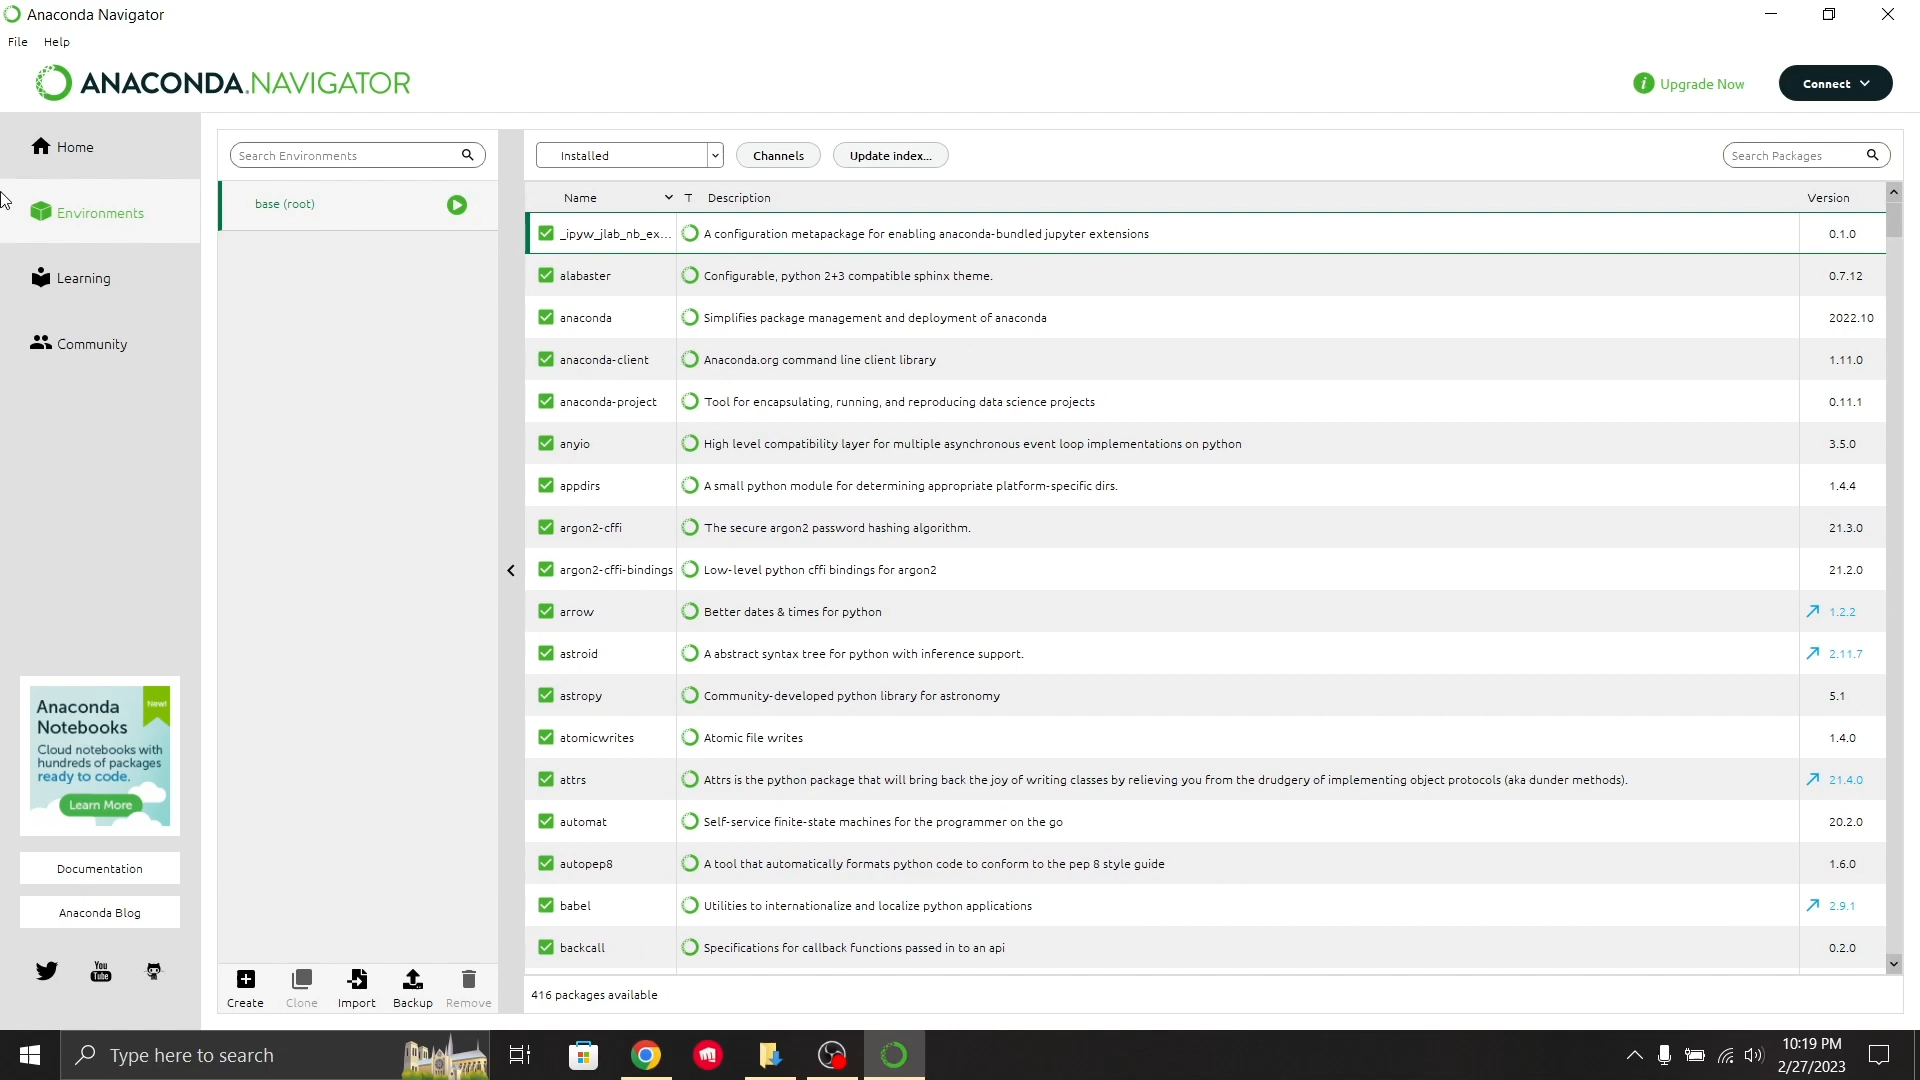 Anaconda Navigator
File Help
ANACONDA.NAVIGATOR
i Upgrade Now
Connect
Home
Environments
Learning
Community
Anaconda
Notebooks
New!
Cloud notebooks with
hundreds of packages
ready to code.
Learn More
Documentation
Anaconda Blog
You
Tube
Search Environments
base (root)
Create Clone Import Backup Remove
Installed Channels Update index... Search Packages
Name T Description Version
_ipyw_jlab_nb_ex... A configuration metapackage for enabling anaconda-bundled jupyter extensions 0.1.0
alabaster Configurable, python 2+3 compatible sphinx theme. 0.7.12
anaconda Simplifies package management and deployment of anaconda 2022.10
anaconda-client Anaconda.org command line client library 1.11.0
anaconda-project Tool for encapsulating, running, and reproducing data science projects 0.11.1
anyio High level compatibility layer for multiple asynchronous event loop implementations on python 3.5.0
appdirs A small python module for determining appropriate platform-specific dirs. 1.4.4
argon2-cffi The secure argon2 password hashing algorithm. 21.3.0
argon2-cffi-bindings Low-level python cffi bindings for argon2 21.2.0
arrow Better dates & times for python 1.2.2
astroid A abstract syntax tree for python with inference support. 2.11.7
astropy Community-developed python library for astronomy 5.1
atomicwrites Atomic file writes 1.4.0
attrs Attrs is the python package that will bring back the joy of writing classes by relieving you from the drudgery of implementing object protocols (aka dunder methods). 21.4.0
automat Self-service finite-state machines for the programmer on the go 20.2.0
autopep8 A tool that automatically formats python code to conform to the pep 8 style guide 1.6.0
babel Utilities to internationalize and localize python applications 2.9.1
backcall Specifications for callback functions passed in to an api 0.2.0
416 packages available
Type here to search
10:19 PM
2/27/2023